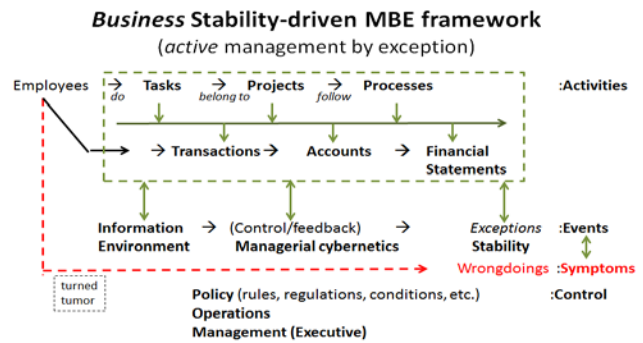 Business Stability-driven MBE framework
(active management by exception)
Employees → Tasks → Projects → Processes :Activities
do belong to follow
→ Transactions → Accounts → Financial
Statements
Information → (Control/feedback) → Exceptions :Events
Environment Managerial cybernetics Stability
Wrongdoings :Symptoms
turned
tumor
Policy (rules, regulations, conditions, etc.) :Control
Operations
Management (Executive)